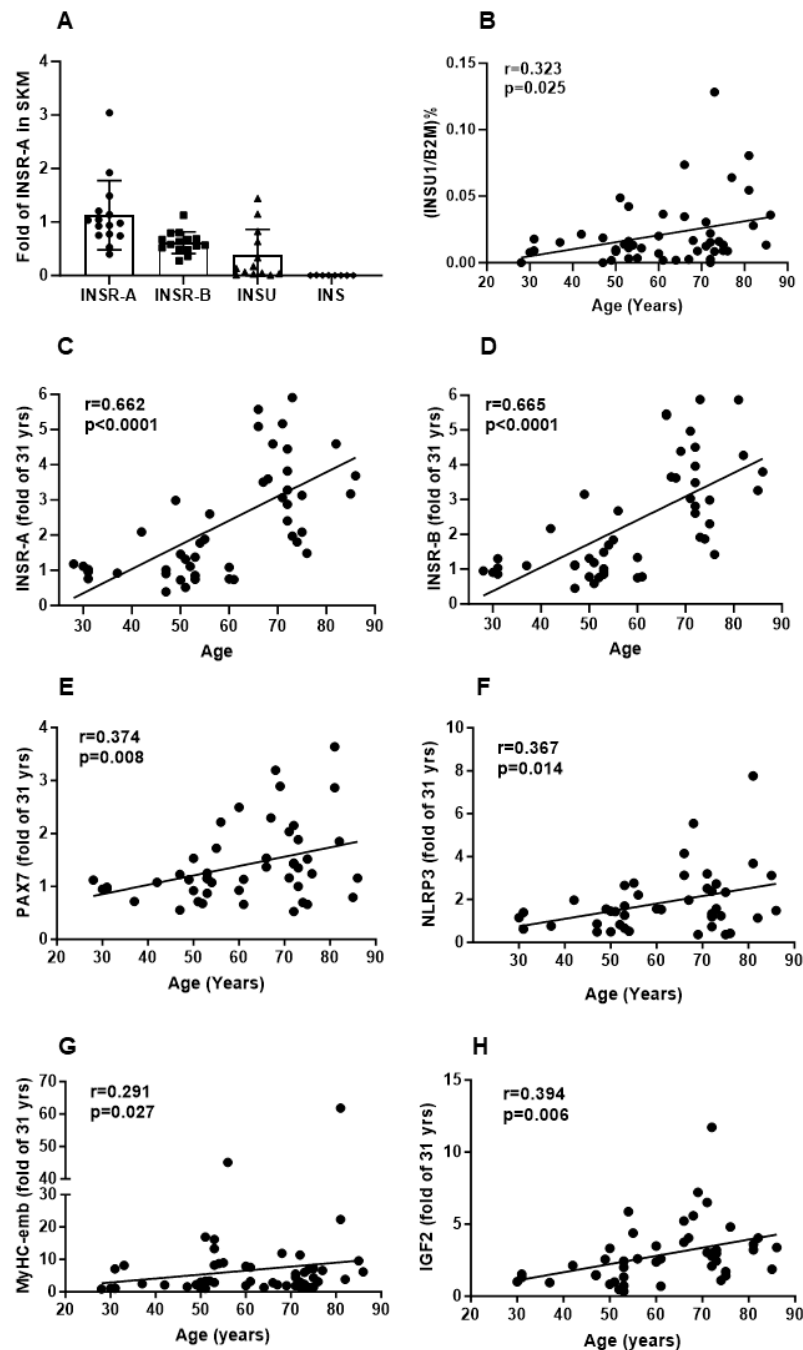 A
Fold of INSR-A in SKM
4
3
2
1
0
INSR-A INSR-B INSU INS
B
r=0.323
p=0.025
(INSU1/B2M)%
0.15
0.10
0.05
0.00
20 30 40 50 60 70 80 90
Age (Years)
C
r=0.662
p<0.0001
INSR-A (fold of 31 yrs)
6
5
4
3
2
1
0
30 40 50 60 70 80 90
Age
D
r=0.665
p<0.0001
INSR-B (fold of 31 yrs)
6
5
4
3
2
1
0
30 40 50 60 70 80 90
Age
E
r=0.374
p=0.008
PAX7 (fold of 31 yrs)
4
3
2
1
0
20 30 40 50 60 70 80 90
Age (Years)
F
r=0.367
p=0.014
NLRP3 (fold of 31 yrs)
10
8
6
4
2
0
30 40 50 60 70 80 90
Age (Years)
G
r=0.291
p=0.027
MyHC-emb (fold of 31 yrs)
70
60
50
40
30
20
10
0
20 30 40 50 60 70 80 90
Age (years)
H
r=0.394
p=0.006
IGF2 (fold of 31 yrs)
15
10
5
0
20 30 40 50 60 70 80 90
Age (years)